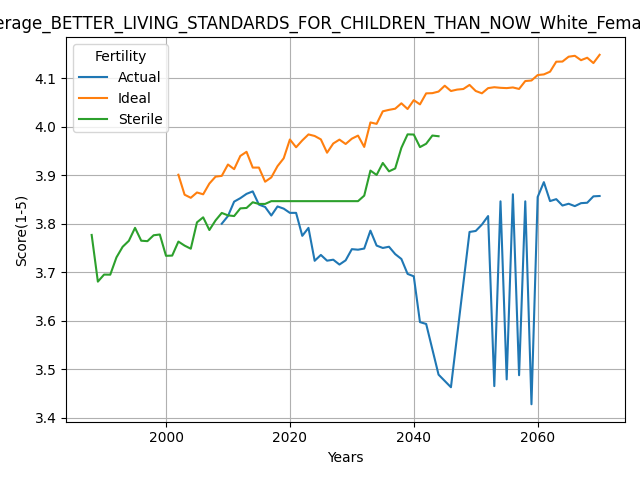 erage_BETTER_LIVING_STANDARDS_FOR_CHILDREN_THAN_NOW_White_Fema
Fertility
Actual
Ideal
Sterile
4.1
4.0
3.9
3.8
3.7
3.6
3.5
3.4
Score(1-5)
2000 2020 2040 2060
Years